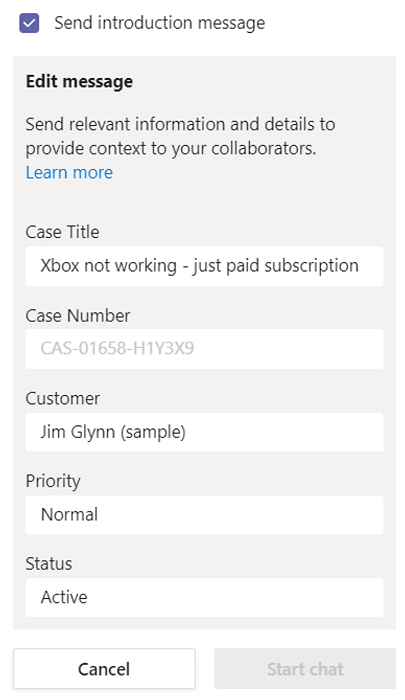 Send introduction message
Edit message
Send relevant information and details to
provide context to your collaborators.
Learn more
Case Title
Xbox not working - just paid subscription
Case Number
CAS-01658-H1Y3X9
Customer
Jim Glynn (sample)
Priority
Normal
Status
Active
Cancel
Start chat